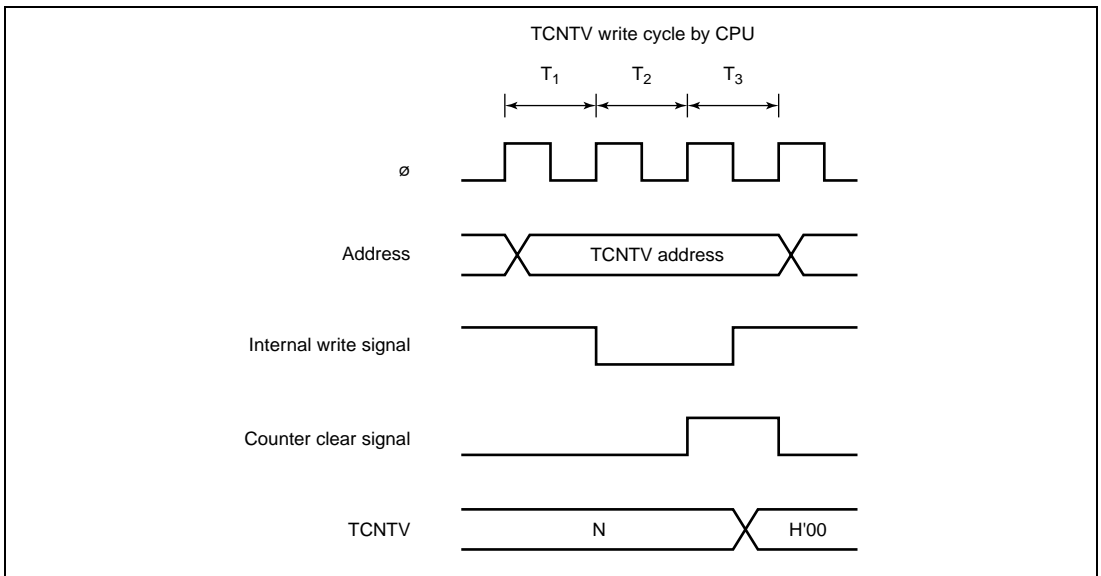 TCNTV write cycle by CPU
T₁ T₂ T₃
ø
Address TCNTV address
Internal write signal
Counter clear signal
TCNTV N H'00